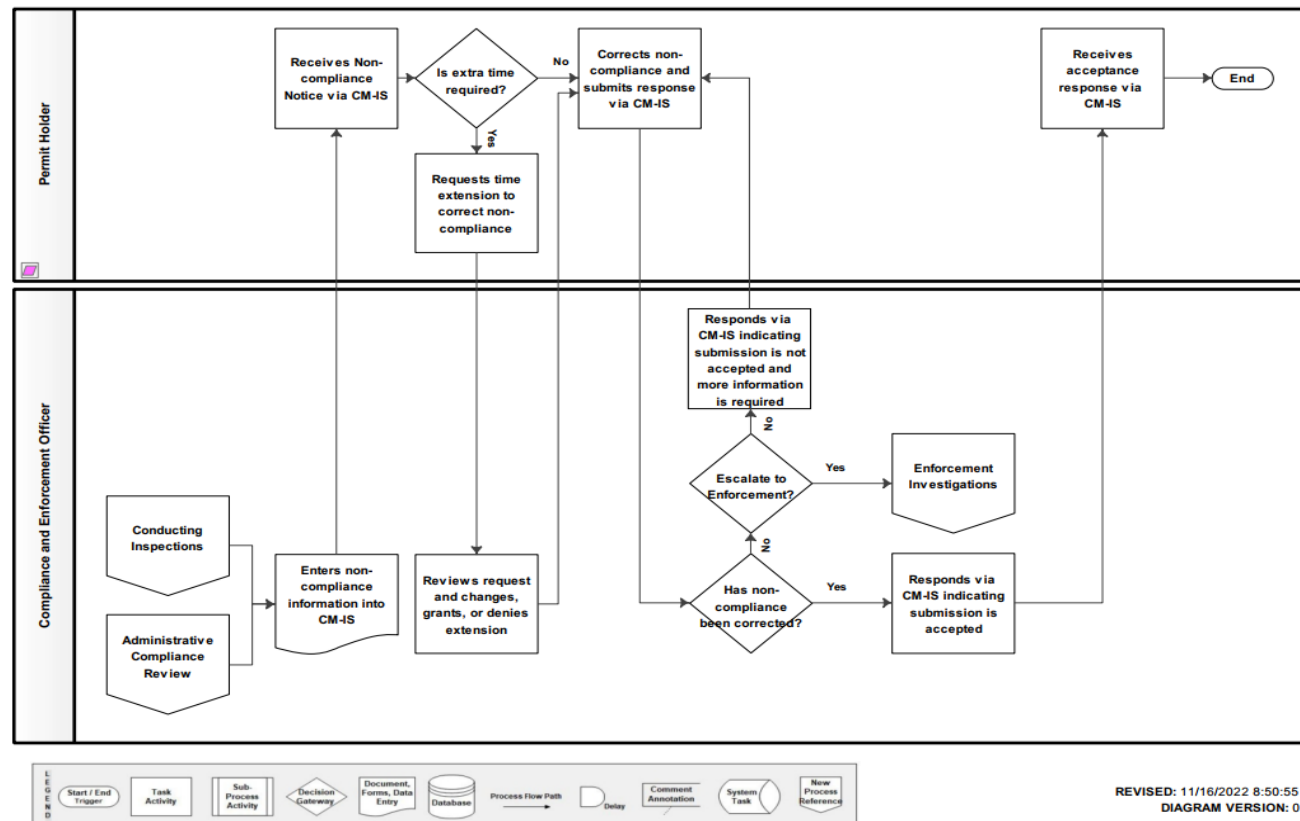 Permit Holder
Receives Non-
compliance
Notice via CM-IS
Is extra time
required?
No
Yes
Corrects non-
compliance and
submits response
via CM-IS
Receives
acceptance
response via
CM-IS
End
Requests time
extension to
correct non-
compliance
Compliance and Enforcement Officer
Responds via
CM-IS indicating
submission is not
accepted and
more information
is required
No
Escalate to
Enforcement?
Yes
Enforcement
Investigations
Conducting
Inspections
Administrative
Compliance
Review
Enters non-
compliance
information into
CM-IS
Reviews request
and changes,
grants, or denies
extension
No
Has non-
compliance
been corrected?
Yes
Responds via
CM-IS indicating
submission is
accepted
LEGEND
Start / End
Trigger
Task
Activity
Sub-
Process
Activity
Decision
Gateway
Document,
Forms, Data
Entry
Database
Process Flow Path
Delay
Comment
Annotation
System
Task
New
Process
Reference
REVISED: 11/16/2022 8:50:55
DIAGRAM VERSION: 0